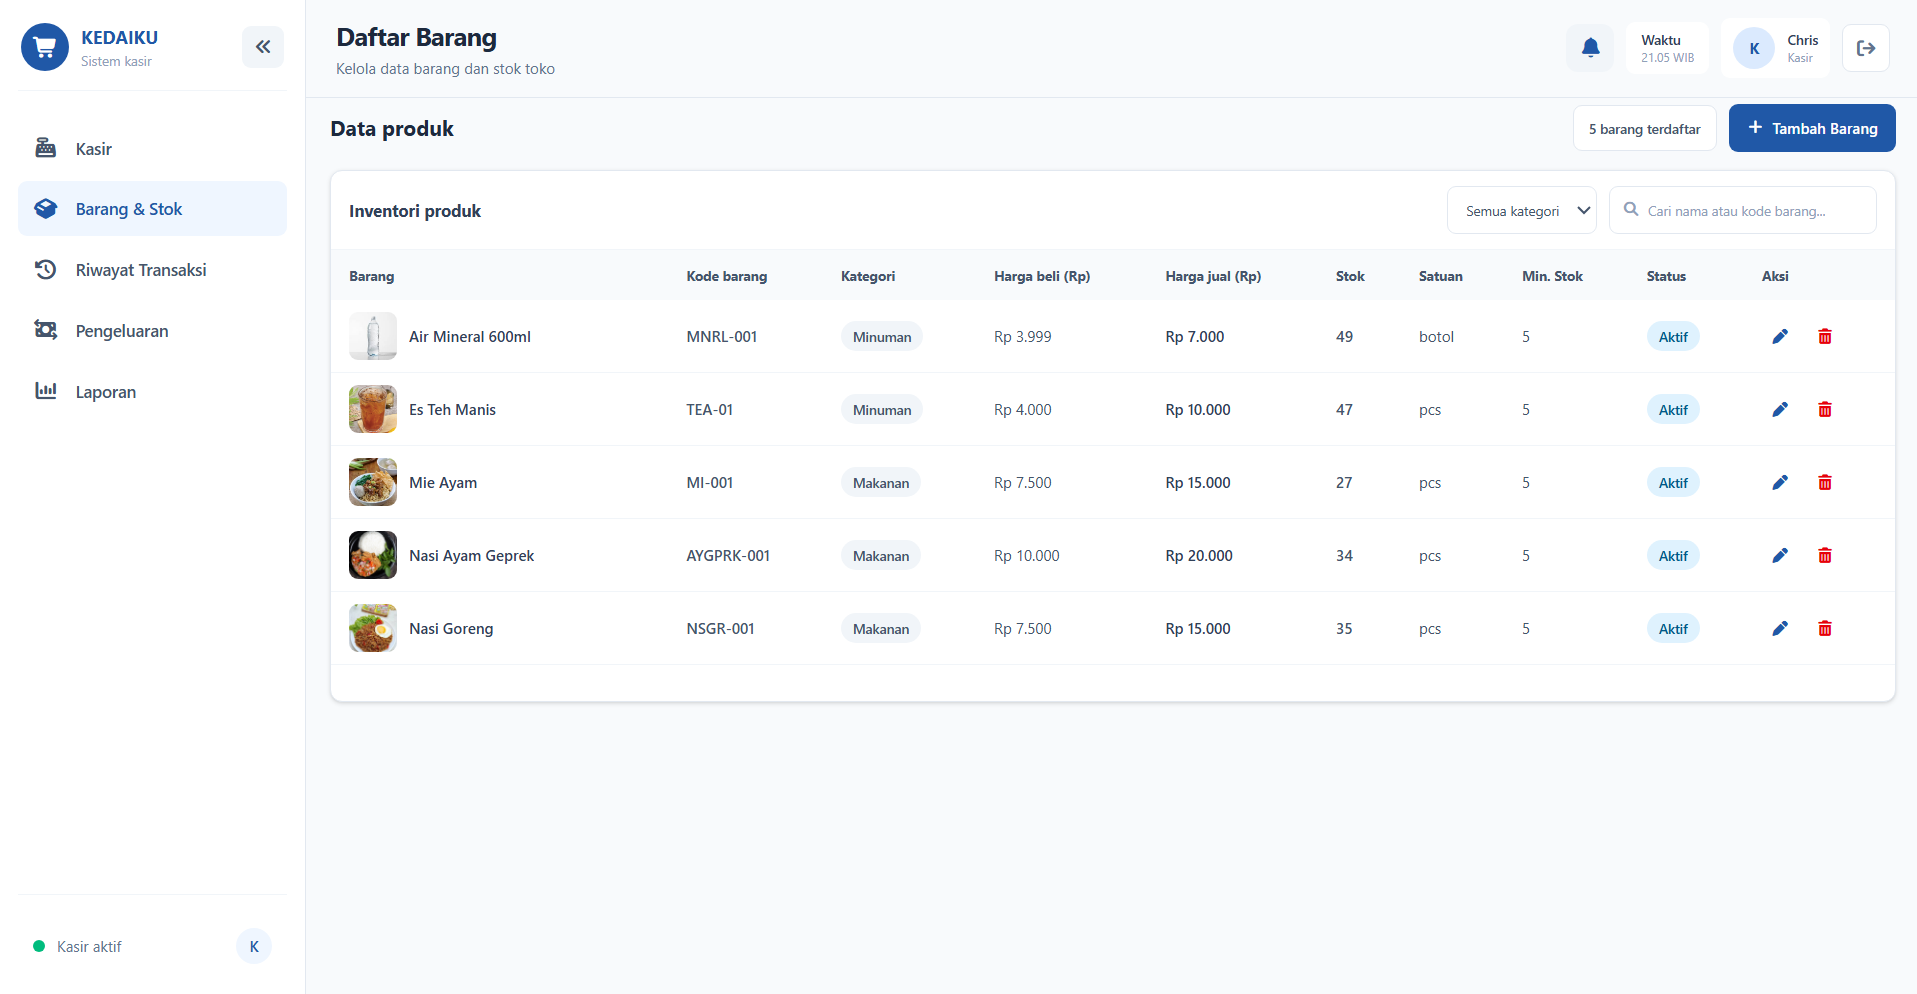 KEDAIKU
Sistem kasir
Kasir
Barang & Stok
Riwayat Transaksi
Pengeluaran
Laporan
Kasir aktif
K
Daftar Barang
Kelola data barang dan stok toko
Waktu
21.05 WIB
K
Chris
Kasir
Data produk
5 barang terdaftar
+ Tambah Barang
Inventori produk
Semua kategori
Cari nama atau kode barang...
Barang Kode barang Kategori Harga beli (Rp) Harga jual (Rp) Stok Satuan Min. Stok Status Aksi
Air Mineral 600ml MNRL-001 Minuman Rp 3.999 Rp 7.000 49 botol 5 Aktif
Es Teh Manis TEA-01 Minuman Rp 4.000 Rp 10.000 47 pcs 5 Aktif
Mie Ayam MI-001 Makanan Rp 7.500 Rp 15.000 27 pcs 5 Aktif
Nasi Ayam Geprek AYGPRK-001 Makanan Rp 10.000 Rp 20.000 34 pcs 5 Aktif
Nasi Goreng NSGR-001 Makanan Rp 7.500 Rp 15.000 35 pcs 5 Aktif